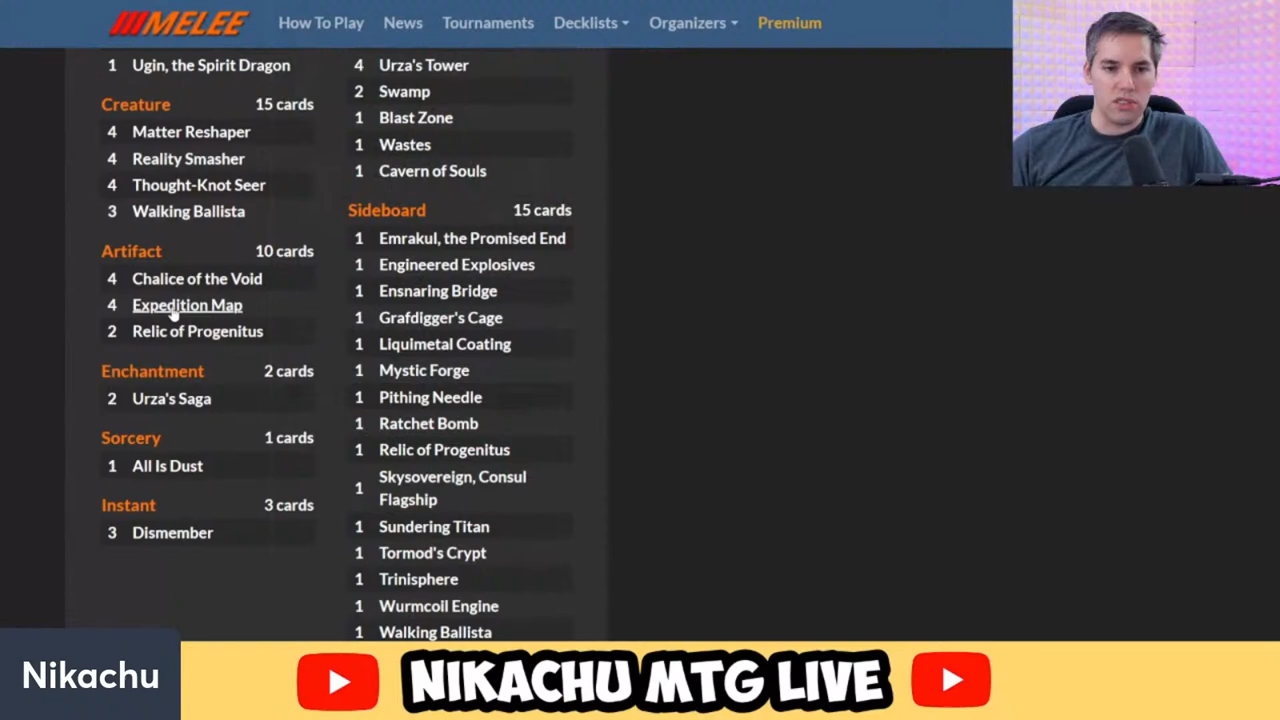 MELEE
How To Play
News
Tournaments
Decklists
Organizers
Premium
1 Ugin, the Spirit Dragon
Creature 15 cards
4 Matter Reshaper
4 Reality Smasher
4 Thought-Knot Seer
3 Walking Ballista
Artifact 10 cards
4 Chalice of the Void
4 Expedition Map
2 Relic of Progenitus
Enchantment 2 cards
2 Urza's Saga
Sorcery 1 cards
1 All Is Dust
Instant 3 cards
3 Dismember
4 Urza's Tower
2 Swamp
1 Blast Zone
1 Wastes
1 Cavern of Souls
Sideboard 15 cards
1 Emrakul, the Promised End
1 Engineered Explosives
1 Ensnaring Bridge
1 Grafdigger's Cage
1 Liquimetal Coating
1 Mystic Forge
1 Pithing Needle
1 Ratchet Bomb
1 Relic of Progenitus
1 Skysovereign, Consul
Flagship
1 Sundering Titan
1 Tormod's Crypt
1 Trinisphere
1 Wurmcoil Engine
1 Walking Ballista
Nikachu
NIKACHU MTG LIVE